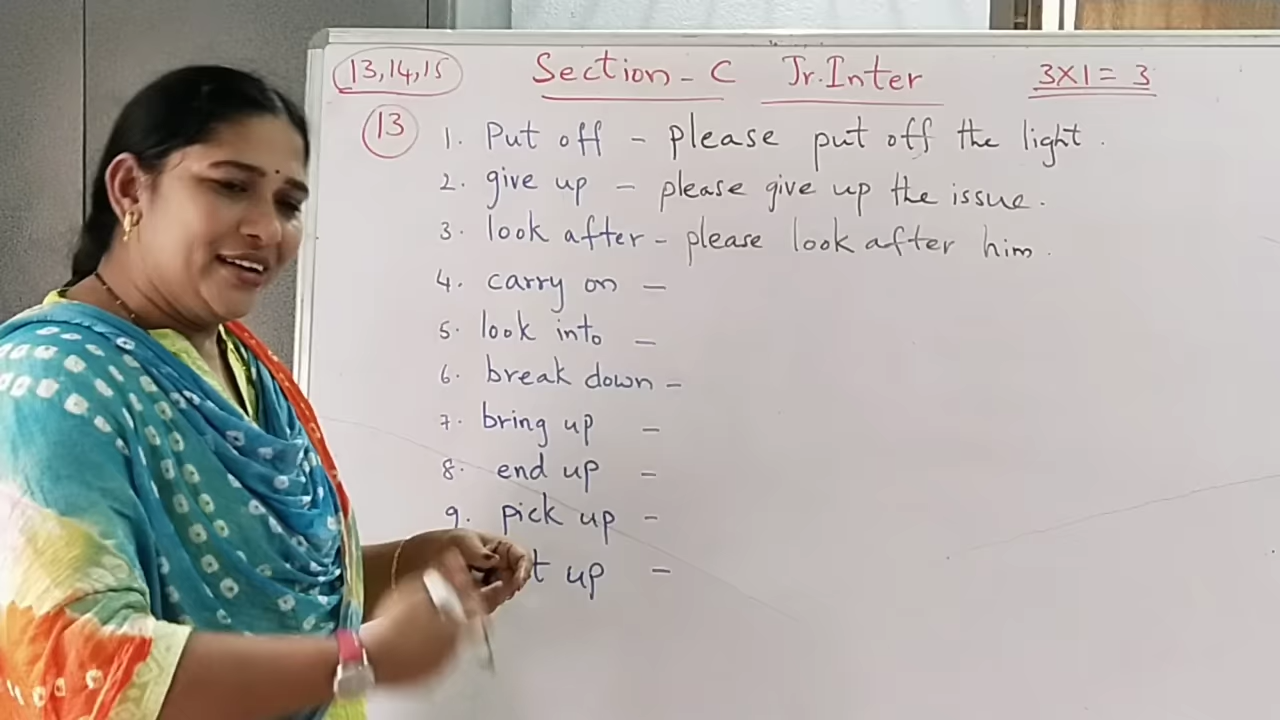 13,14,15 Section - C Jr. Inter 3X1 = 3
13 1. Put off - please put off the light.
2. give up - please give up the issue.
3. look after - please look after him.
4. carry on -
5. look into -
6. break down -
7. bring up -
8. end up -
9. pick up -
up -